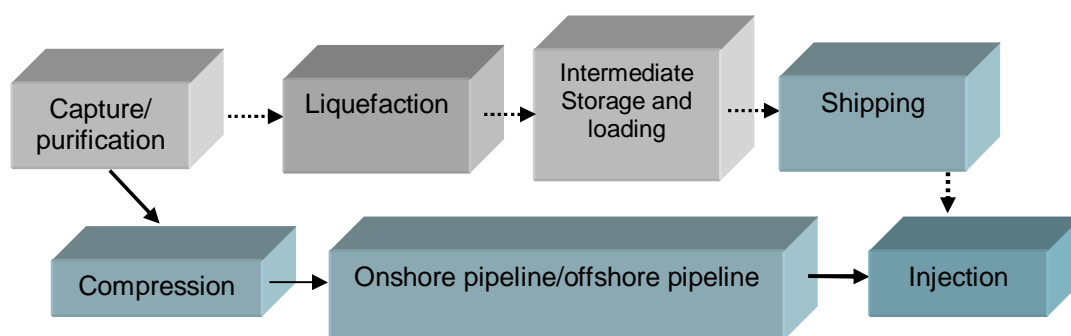 Capture/
purification
Liquefaction
Intermediate
Storage and
loading
Shipping
Compression
Onshore pipeline/offshore pipeline
Injection